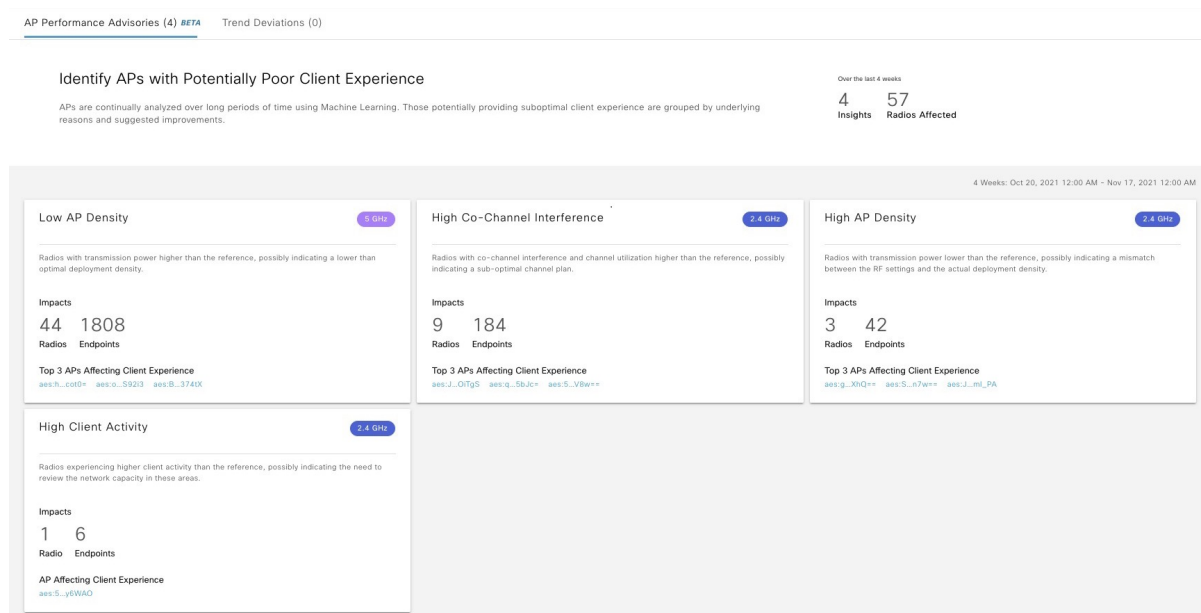 AP Performance Advisories (4) BETA Trend Deviations (0)
Identify APs with Potentially Poor Client Experience
APs are continually analyzed over long periods of time using Machine Learning. Those potentially providing suboptimal client experience are grouped by underlying
reasons and suggested improvements.
Over the last 4 weeks
4 57
Insights Radios Affected
4 Weeks: Oct 20, 2021 12:00 AM - Nov 17, 2021 12:00 AM
Low AP Density 5 GHz
Radios with transmission power higher than the reference, possibly indicating a lower than
optimal deployment density.
Impacts
44 1808
Radios Endpoints
Top 3 APs Affecting Client Experience
aes:h...cot0= aes:o...592i3 aes:B...374tX
High Co-Channel Interference 2.4 GHz
Radios with co-channel interference and channel utilization higher than the reference, possibly
indicating a sub-optimal channel plan.
Impacts
9 184
Radios Endpoints
Top 3 APs Affecting Client Experience
aes:J...OiTgS aes:q...5bJc= aes:5...V8w==
High AP Density 2.4 GHz
Radios with transmission power lower than the reference, possibly indicating a mismatch
between the RF settings and the actual deployment density.
Impacts
3 42
Radios Endpoints
Top 3 APs Affecting Client Experience
aes:g...XhQ== aes:S...n7w== aes:J...mI_PA
High Client Activity 2.4 GHz
Radios experiencing higher client activity than the reference, possibly indicating the need to
review the network capacity in these areas.
Impacts
1 6
Radio Endpoints
AP Affecting Client Experience
aes:5...y6WAO